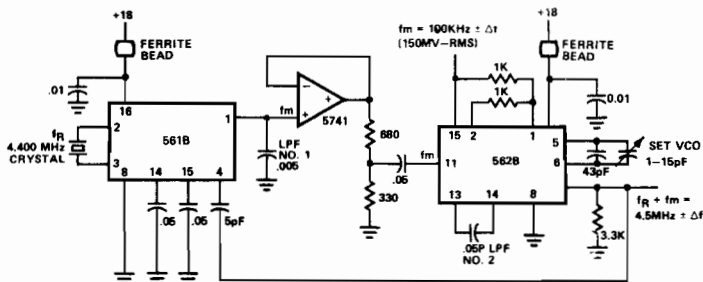 +18
FERRITE
BEAD
.01
16
2
fR
4.400 MHz
CRYSTAL
3
561B
1
8
14
15
4
.05
.05
5pF
fm
LPF
NO. 1
.005
−
+
+
5741
680
330
.05
fm
fm = 100KHz ± Δf
(150MV–RMS)
1K
1K
+18
FERRITE
BEAD
0.01
15
2
1
11
562B
5
6
13
14
8
43pF
SET VCO
1–15pF
.05P LPF
NO. 2
3.3K
fR + fm =
4.5MHz ± Δf